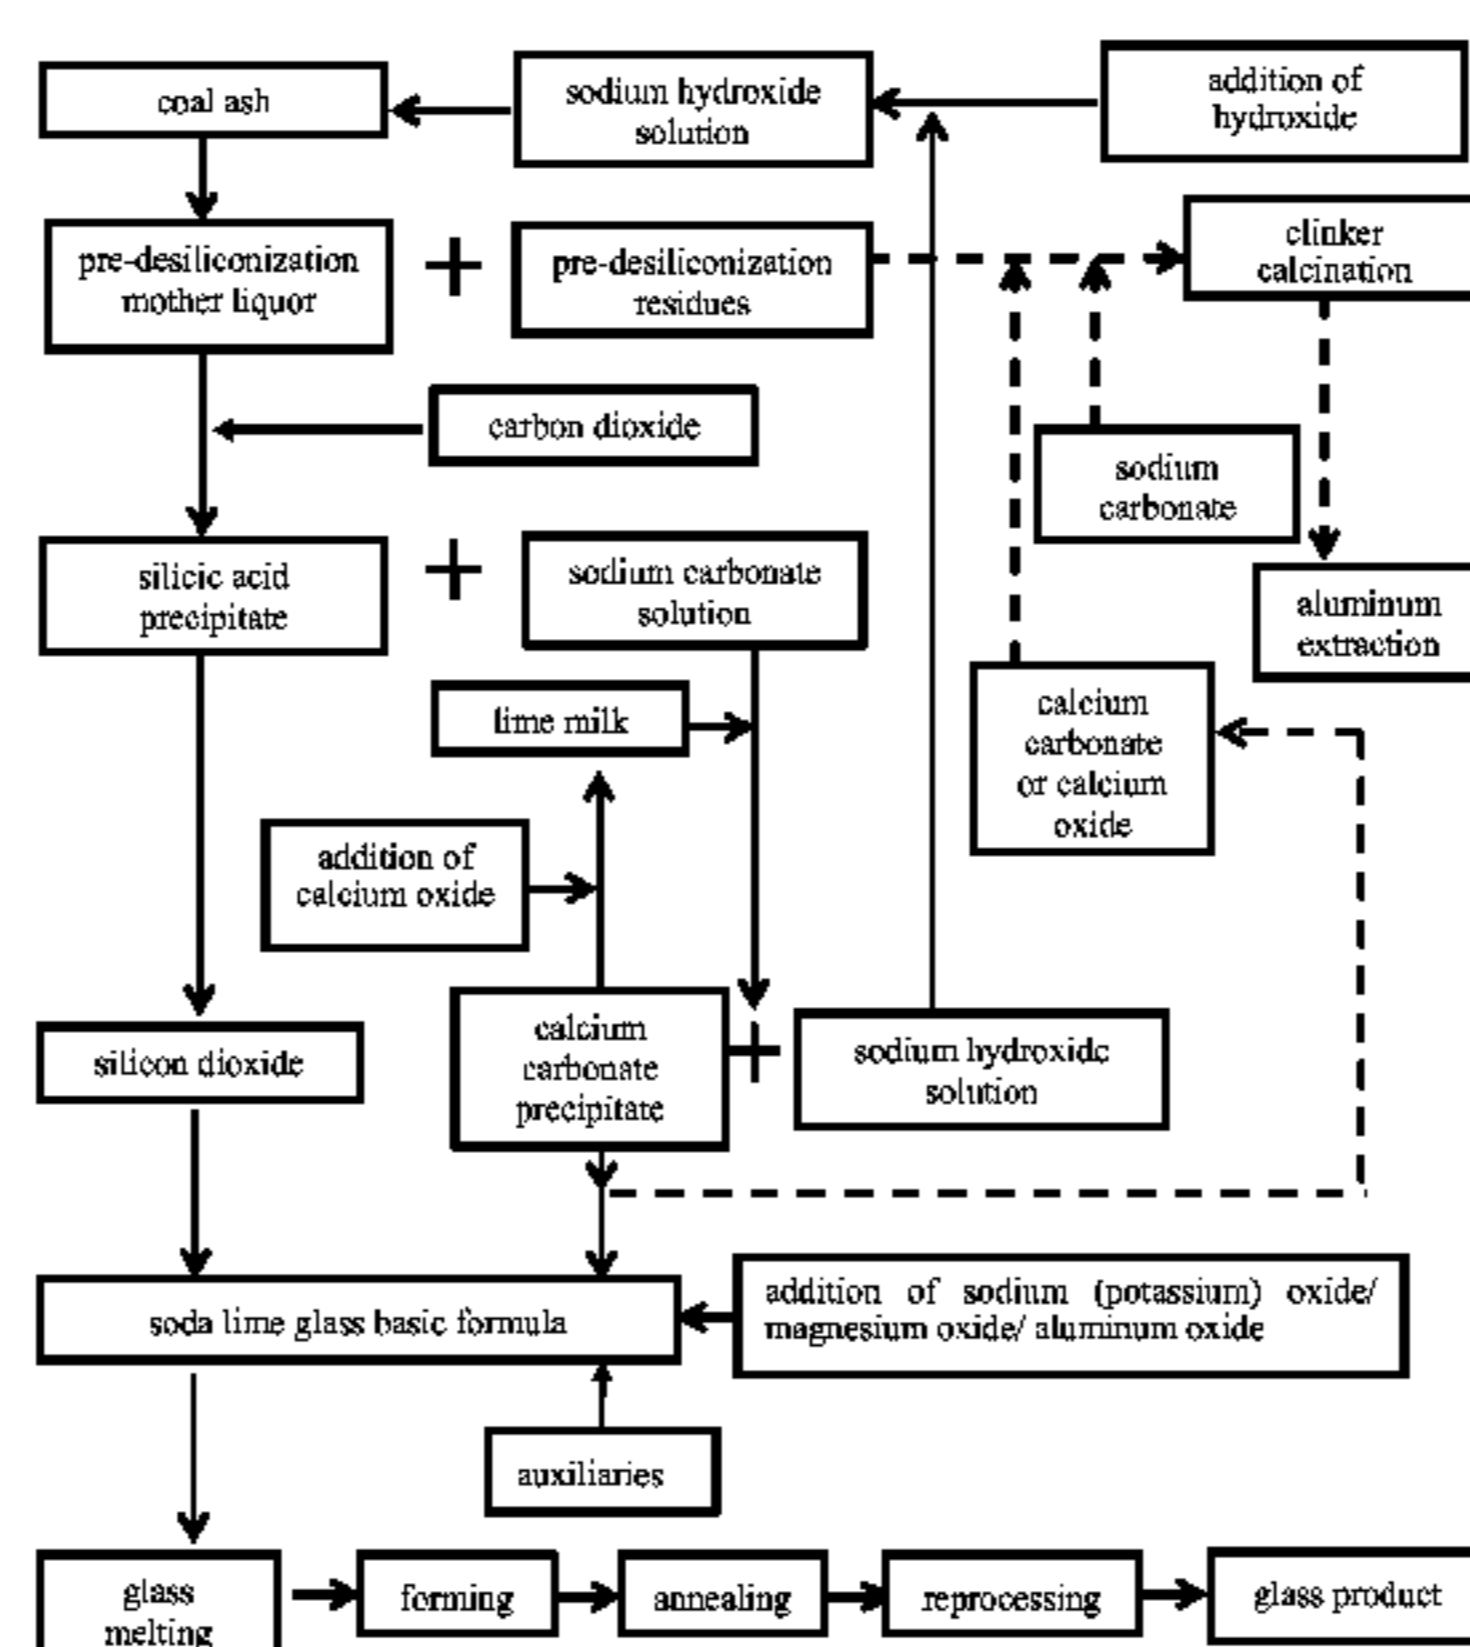 coal ash
sodium hydroxide
solution
addition of
hydroxide
pre-desiliconization
mother liquor
+
pre-desiliconization
residues
clinker
calcination
carbon dioxide
sodium
carbonate
silicic acid
precipitate
+
sodium carbonate
solution
aluminum
extraction
lime milk
calcium
carbonate
or calcium
oxide
addition of
calcium oxide
silicon dioxide
calcium
carbonate
precipitate
+
sodium hydroxide
solution
soda lime glass basic formula
addition of sodium (potassium) oxide/
magnesium oxide/ aluminum oxide
auxiliaries
glass
melting
forming
annealing
reprocessing
glass product